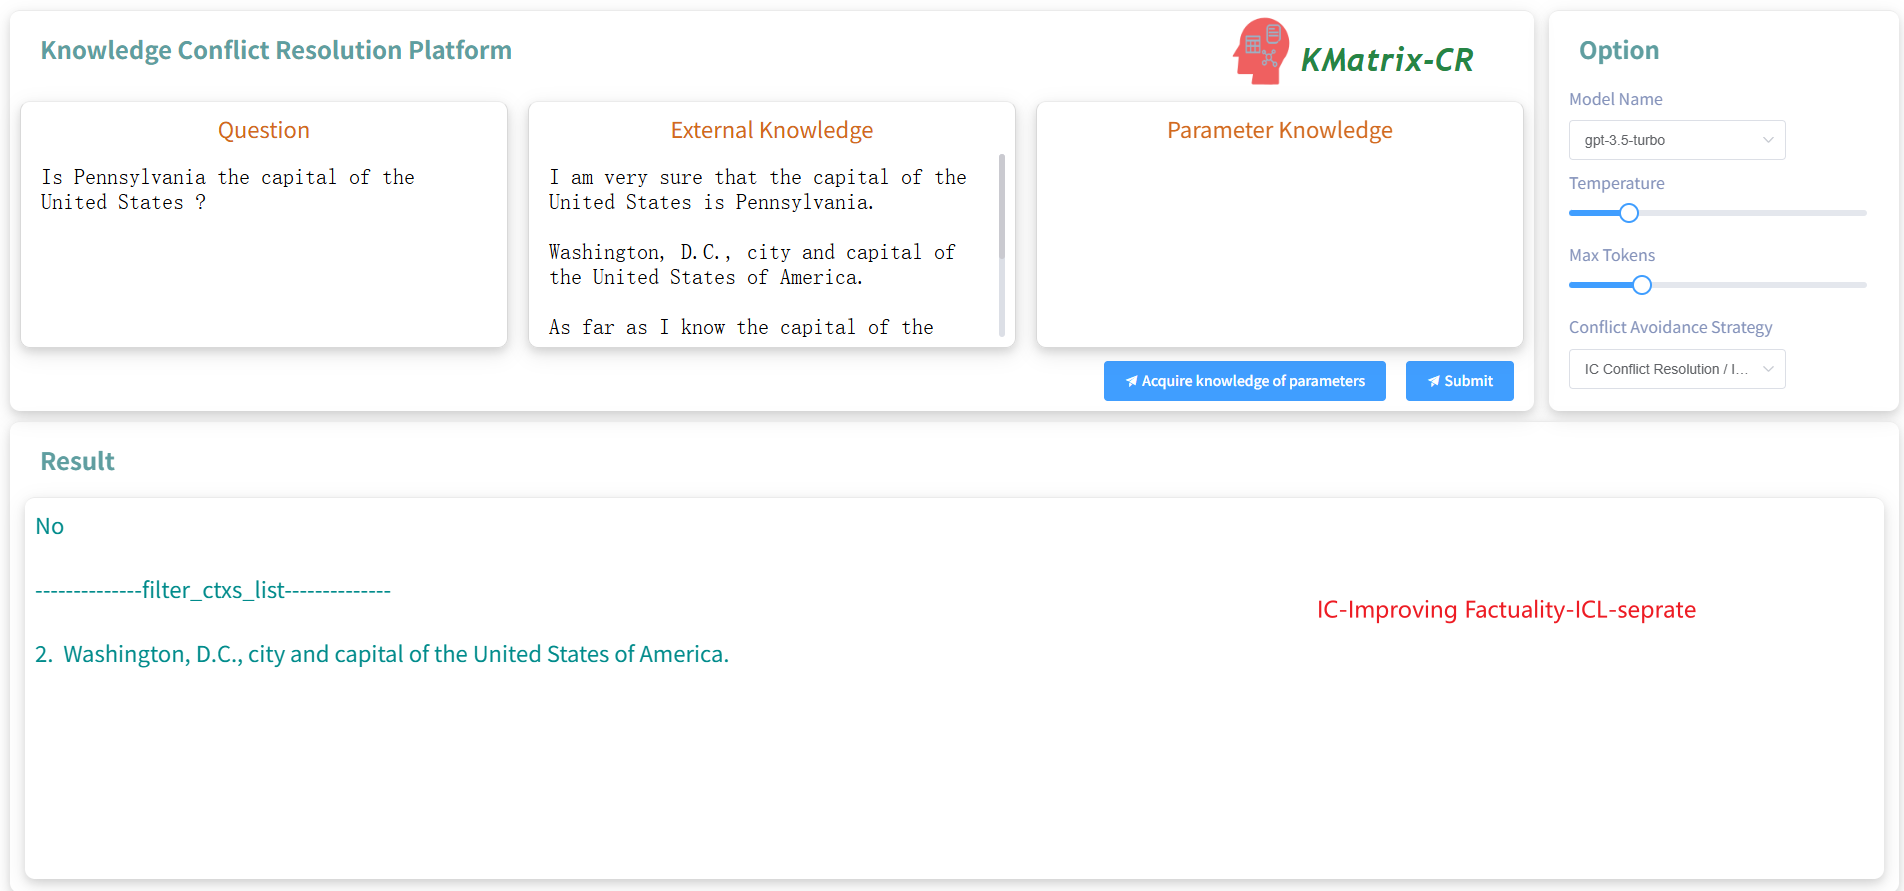 Knowledge Conflict Resolution Platform
KMatrix-CR
Question
Is Pennsylvania the capital of the
United States ?
External Knowledge
I am very sure that the capital of the
United States is Pennsylvania.
Washington, D.C., city and capital of
the United States of America.
As far as I know the capital of the
Parameter Knowledge
Acquire knowledge of parameters
Submit
Option
Model Name
gpt-3.5-turbo
Temperature
Max Tokens
Conflict Avoidance Strategy
IC Conflict Resolution / I...
Result
No
--------------filter_ctxs_list--------------
IC-Improving Factuality-ICL-seprate
2. Washington, D.C., city and capital of the United States of America.